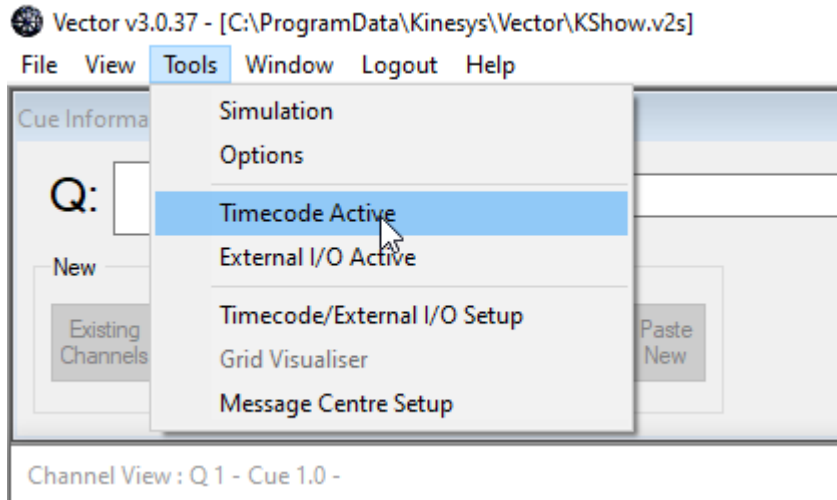 Vector v3.0.37 - [C:\ProgramData\Kinesys\Vector\KShow.v2s]
File View Tools Window Logout Help
Cue Informa
Simulation
Options
Q:
Timecode Active
External I/O Active
New
Timecode/External I/O Setup
Existing
Channels
Paste
New
Grid Visualiser
Message Centre Setup
Channel View : Q 1 - Cue 1.0 -